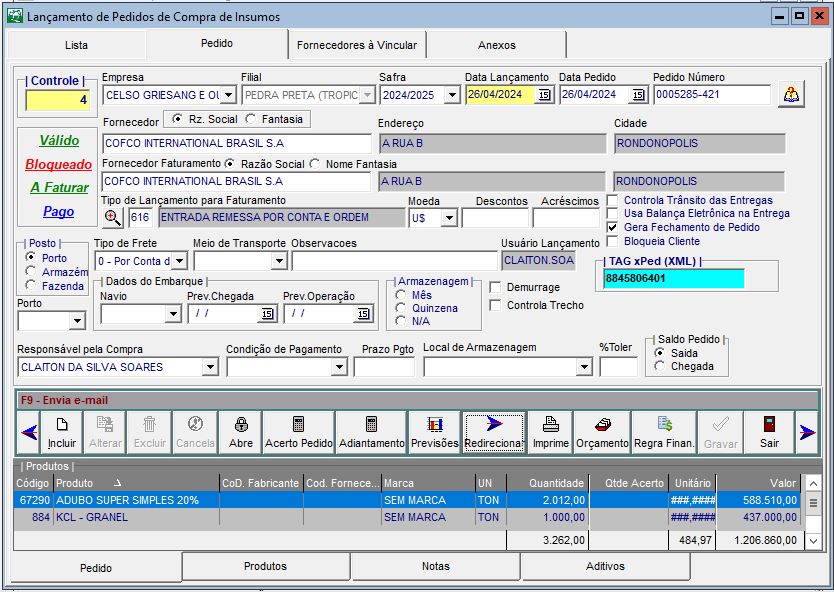 Lançamento de Pedidos de Compra de Insumos
Lista Pedido Fornecedores à Vincular Anexos
| Controle | Empresa Filial Safra Data Lançamento Data Pedido Pedido Número
4 CELSO GRIESANG E OU PEDRA PRETA (TROPIC 2024/2025 26/04/2024 15 26/04/2024 15 0005285-421
Fornecedor Rz. Social Fantasia Endereço Cidade
COFCO INTERNATIONAL BRASIL S.A A RUA B RONDONOPOLIS
Válido
Bloqueado
A Faturar
Pago
Fornecedor Faturamento Razão Social Nome Fantasia
COFCO INTERNATIONAL BRASIL S.A A RUA B RONDONOPOLIS
Tipo de Lançamento para Faturamento Moeda Descontos Acréscimos
616 ENTRADA REMESSA POR CONTA E ORDEM U$
Controla Trânsito das Entregas
Usa Balança Eletrônica na Entrega
Gera Fechamento de Pedido
Bloqueia Cliente
| Posto | Tipo de Frete Meio de Transporte Observacoes Usuário Lançamento
Porto 0 - Por Conta d CLAITON.SOA
Armazém
Fazenda
| TAG xPed (XML) |
8845806401
| Dados do Embarque |
Navio Prev.Chegada Prev.Operação
/ / 15 / / 15
| Armazenagem |
Mês
Quinzena
N/A
Demurrage
Controla Trecho
Porto
Responsável pela Compra Condição de Pagamento Prazo Pgto Local de Armazenagem %Toler
CLAITON DA SILVA SOARES
| Saldo Pedido |
Saida
Chegada
F9 - Envia e-mail
Incluir Alterar Excluir Cancela Abre Acerto Pedido Adiantamento Previsões Redireciona Imprime Orçamento Regra Finan. Gravar Sair
| Produtos |
Código Produto CoD. Fabricante Cod. Fornece... Marca UN Quantidade Qtde Acerto Unitário Valor
67290 ADUBO SUPER SIMPLES 20% SEM MARCA TON 2.012,00 ###,#### 588.510,00
884 KCL - GRANEL SEM MARCA TON 1.000,00 ###,#### 437.000,00
3.262,00 484,97 1.206.860,00
Pedido Produtos Notas Aditivos